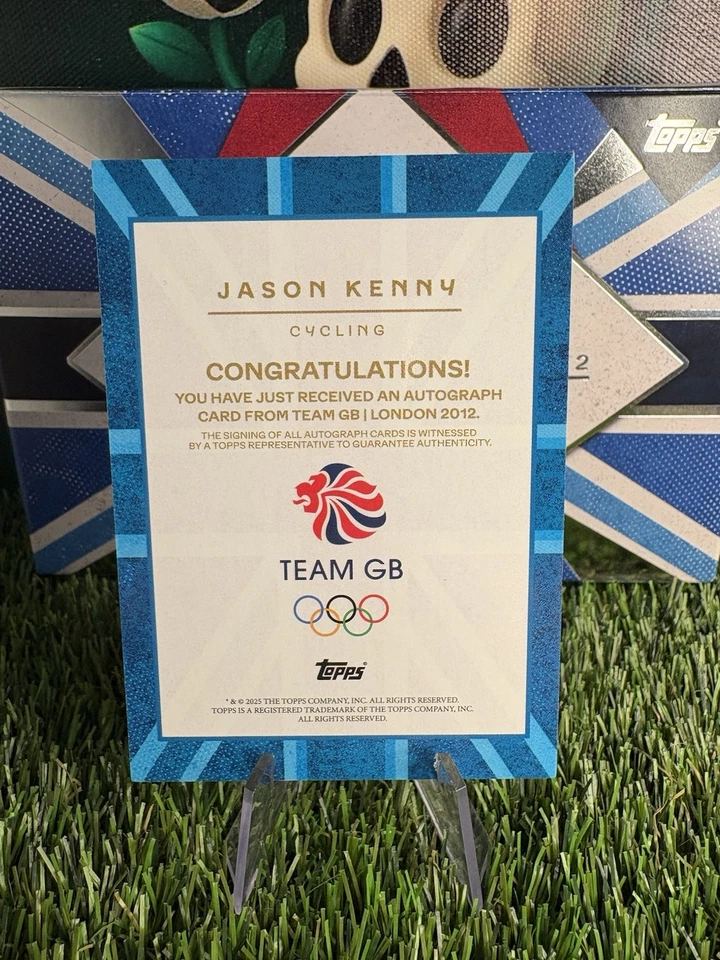 Topps
JASON KENNY
CYCLING
CONGRATULATIONS!
YOU HAVE JUST RECEIVED AN AUTOGRAPH
CARD FROM TEAM GB | LONDON 2012.
THE SIGNING OF ALL AUTOGRAPH CARDS IS WITNESSED
BY A TOPPS REPRESENTATIVE TO GUARANTEE AUTHENTICITY.
TEAM GB
Topps®
* & © 2025 THE TOPPS COMPANY, INC. ALL RIGHTS RESERVED.
TOPPS IS A REGISTERED TRADEMARK OF THE TOPPS COMPANY, INC.
ALL RIGHTS RESERVED.
2